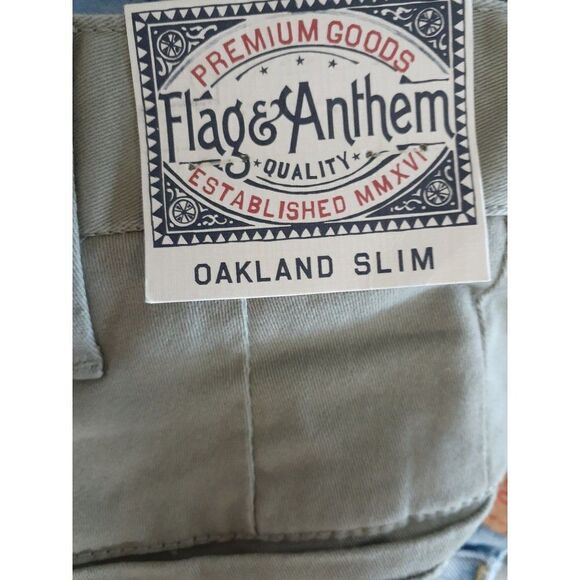 PREMIUM GOODS
Flag & Anthem
QUALITY
ESTABLISHED MMXVI
OAKLAND SLIM